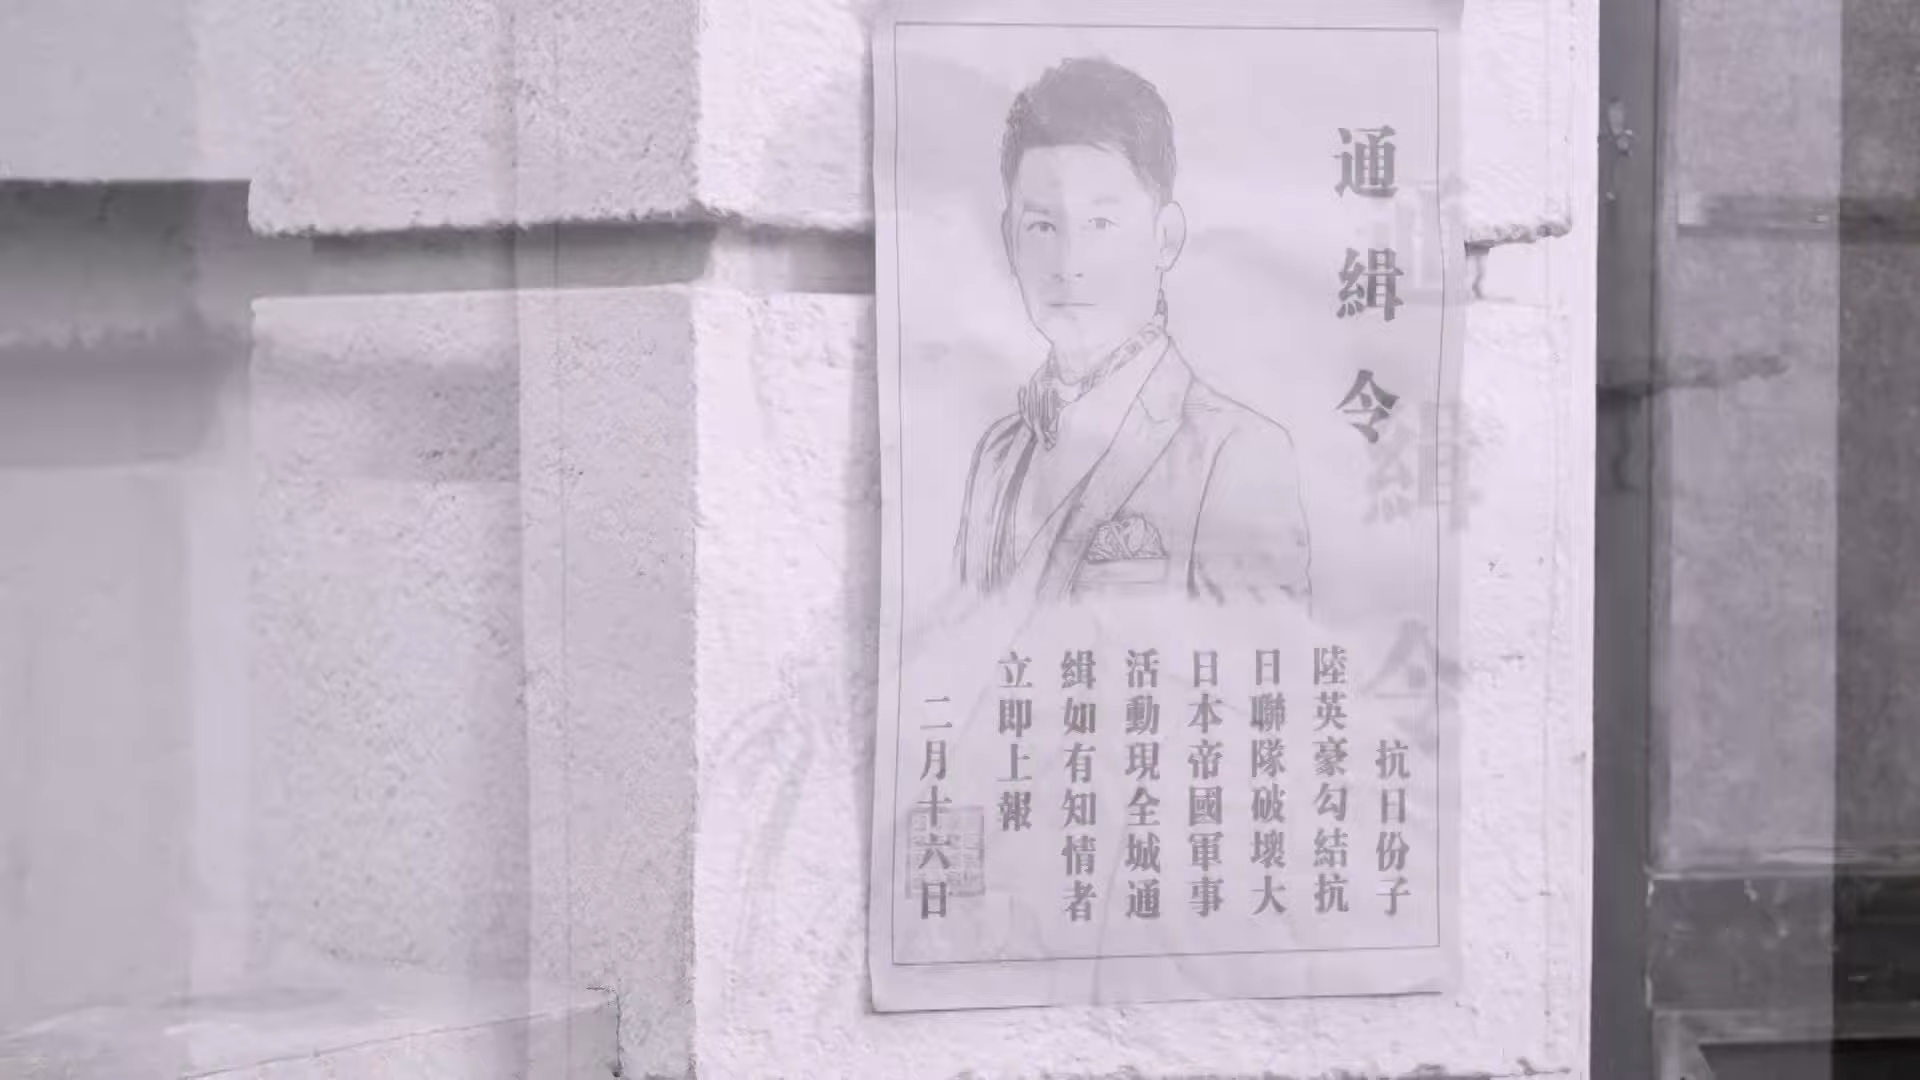 通緝令
抗日份子
陸英豪勾結抗
日聯隊破壞大
日本帝國軍事
活動現全城通
緝如有知情者
立即上報
二月十六日